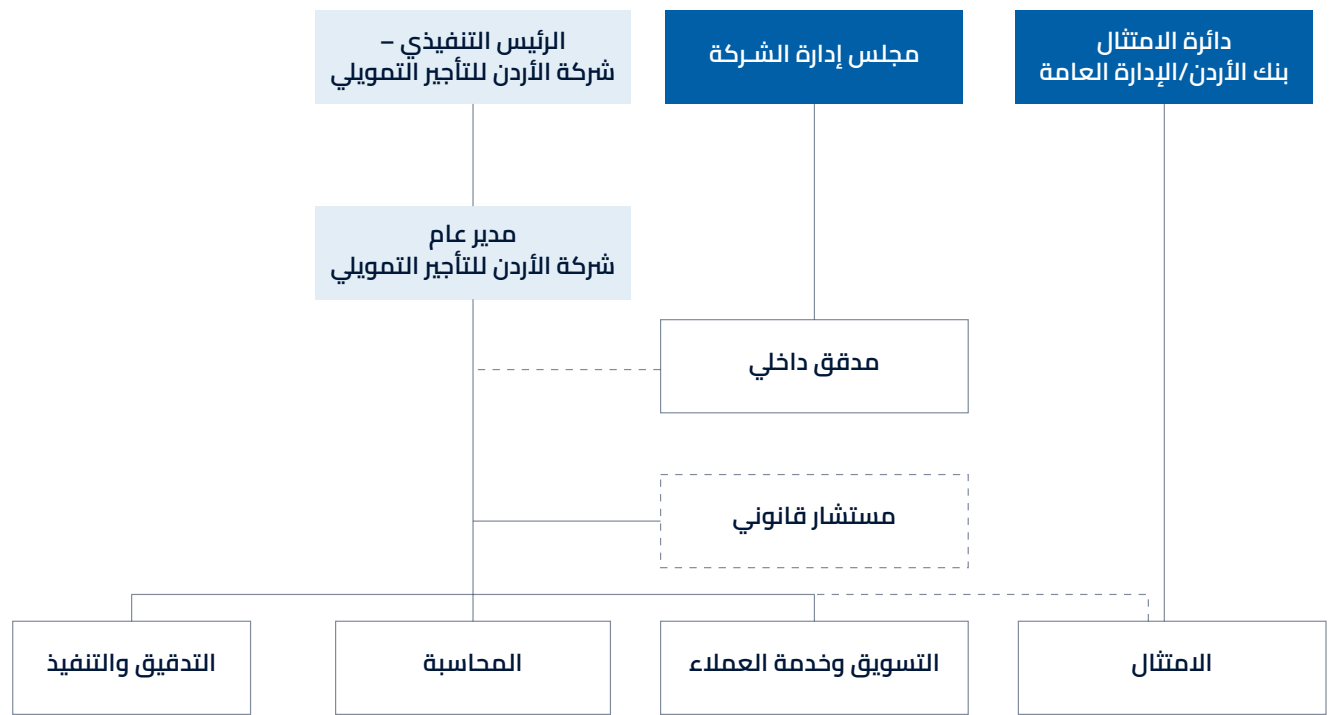 دائرة الامتثال
بنك الأردن/الإدارة العامة
مجلس إدارة الشـركة
الرئيس التنفيذي –
شركة الأردن للتأجير التمويلي
مدير عام
شركة الأردن للتأجير التمويلي
مدقق داخلي
مستشار قانوني
الامتثال
التسويق وخدمة العملاء
المحاسبة
التدقيق والتنفيذ